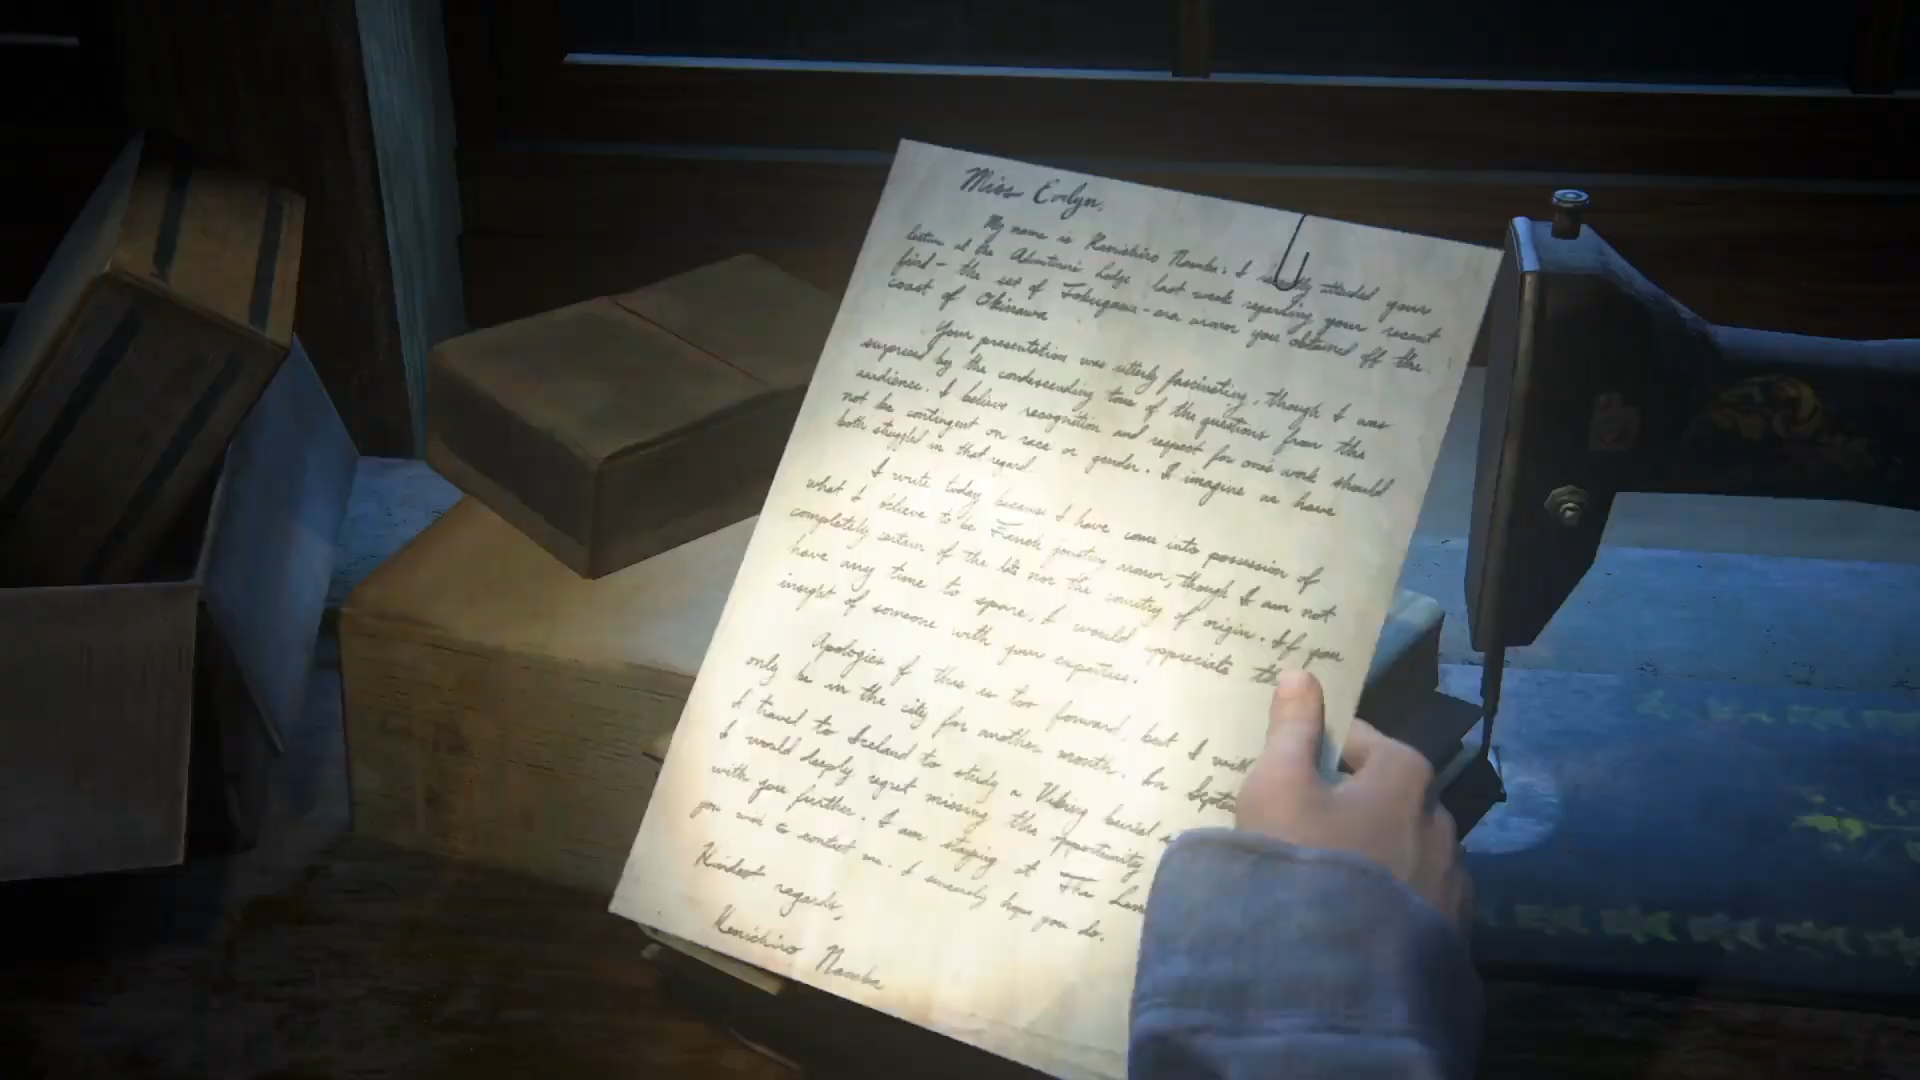 Miss Evelyn,
My name is Kenichiro Namba. I recently attended your
lecture at the Adventurer's Lodge last week regarding your recent
find - the set of Tokugawa-era armor you obtained off the
coast of Okinawa
Your presentation was utterly fascinating, though I was
surprised by the condescending tone of the questions from the
audience. I believe recognition and respect for one's work should
not be contingent on race or gender. I imagine we have
both struggled in that regard.
I write today because I have come into possession of
what I believe to be French jousting armor, though I am not
completely certain of the date nor the country of origin. If you
have any time to spare, I would appreciate the
insight of someone with your expertise.
Apologies if this is too forward, but I will
only be in the city for another month. In Septem
I travel to Iceland to study a Viking burial
I would deeply regret missing the opportunity
with you further. I am staying at The
you wish to contact me. I sincerely hope you do.
Kindest regards,
Kenichiro Namba